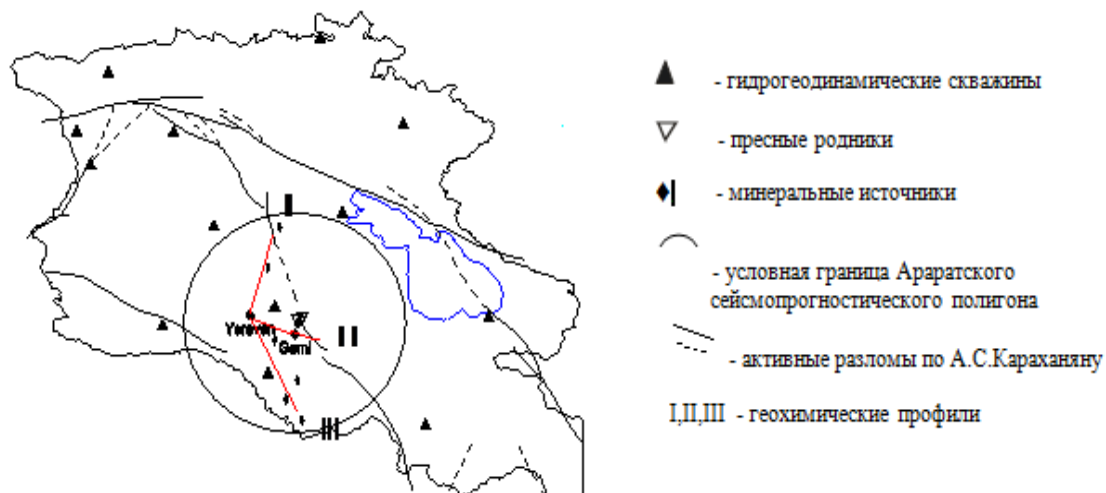 I
Yerevan
II
Garni
III
- гидрогеодинамические скважины
- пресные родники
- минеральные источники
- условная граница Араратского
сейсмопрогностического полигона
- активные разломы по А.С.Караханяну
I,II,III - геохимические профили